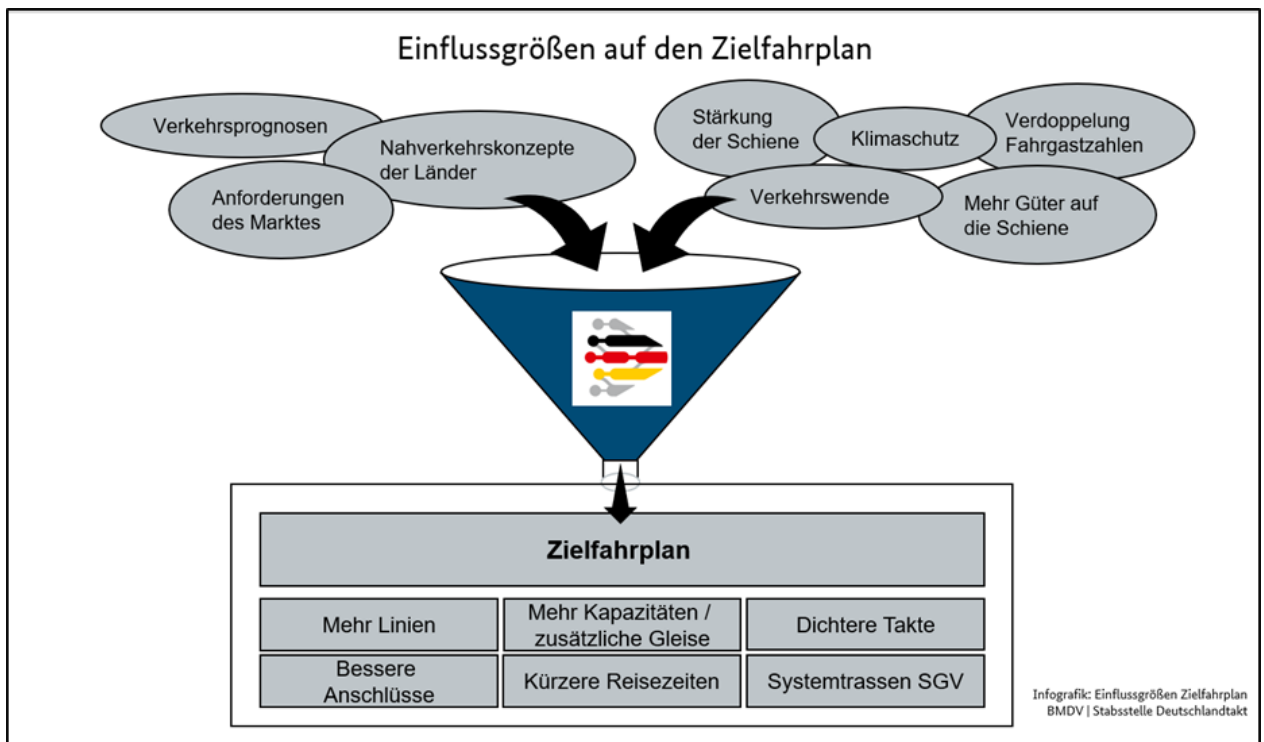 Einflussgrößen auf den Zielfahrplan
Verkehrsprognosen
Nahverkehrskonzepte
der Länder
Anforderungen
des Marktes
Stärkung
der Schiene
Klimaschutz
Verdoppelung
Fahrgastzahlen
Verkehrswende
Mehr Güter auf
die Schiene
Zielfahrplan
Mehr Linien
Mehr Kapazitäten /
zusätzliche Gleise
Dichtere Takte
Bessere
Anschlüsse
Kürzere Reisezeiten
Systemtrassen SGV
Infografik: Einflussgrößen Zielfahrplan
BMDV | Stabsstelle Deutschlandtakt